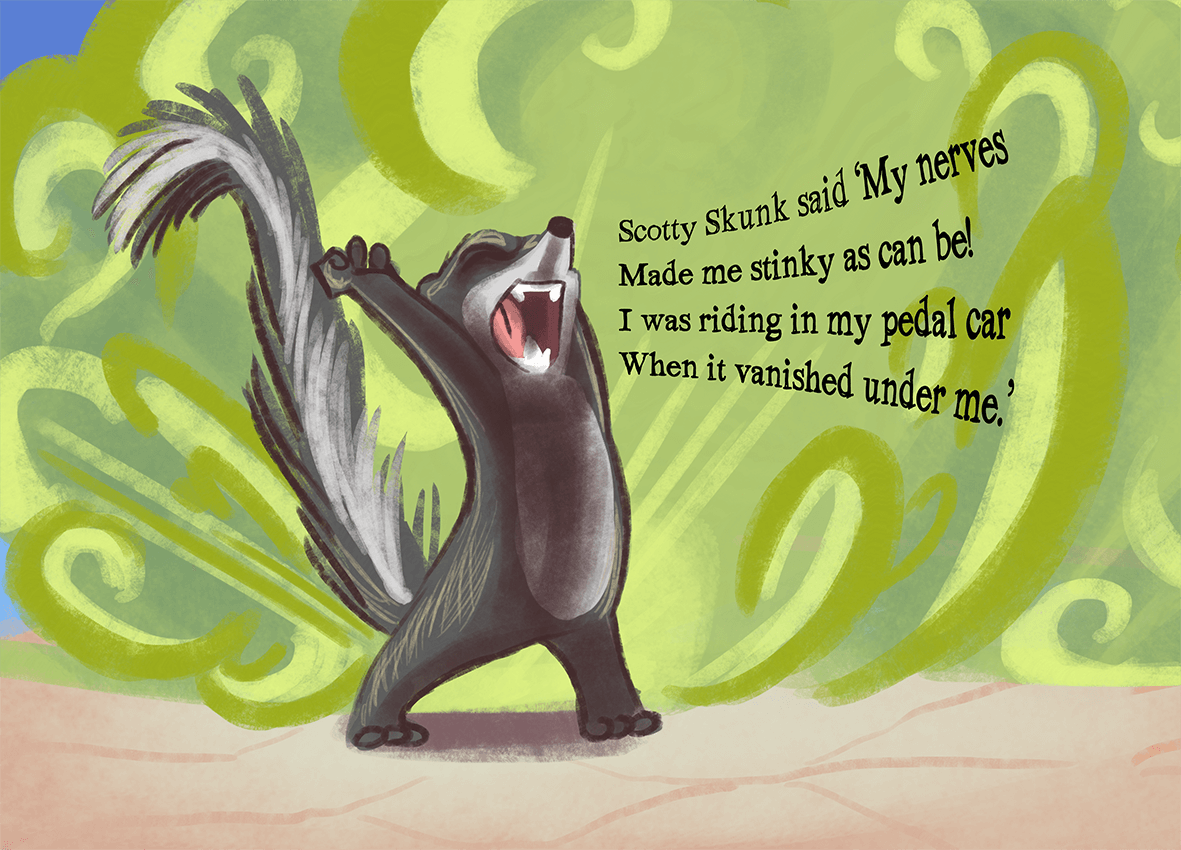 Scotty Skunk said ‘My nerves
Made me stinky as can be!
I was riding in my pedal car
When it vanished under me.’